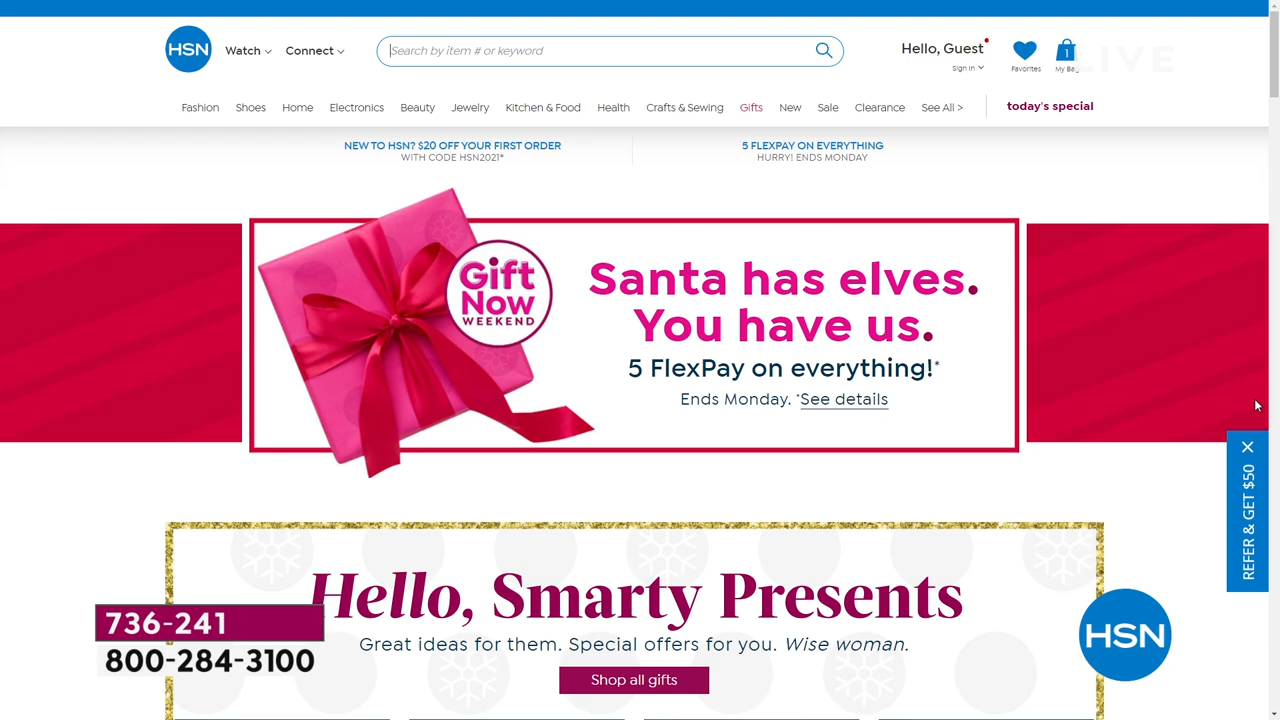 HSN
Watch
Connect
Search by item # or keyword
Hello, Guest
Sign in
Favorites
1
My Ba
LIVE
Fashion
Shoes
Home
Electronics
Beauty
Jewelry
Kitchen & Food
Health
Crafts & Sewing
Gifts
New
Sale
Clearance
See All >
today's special
NEW TO HSN? $20 OFF YOUR FIRST ORDER
WITH CODE HSN2021*
5 FLEXPAY ON EVERYTHING
HURRY! ENDS MONDAY
Gift
Now
WEEKEND
Santa has elves.
You have us.
5 FlexPay on everything!*
Ends Monday. *See details
REFER & GET $50
Hello, Smarty Presents
Great ideas for them. Special offers for you. Wise woman.
Shop all gifts
736-241
800-284-3100
HSN